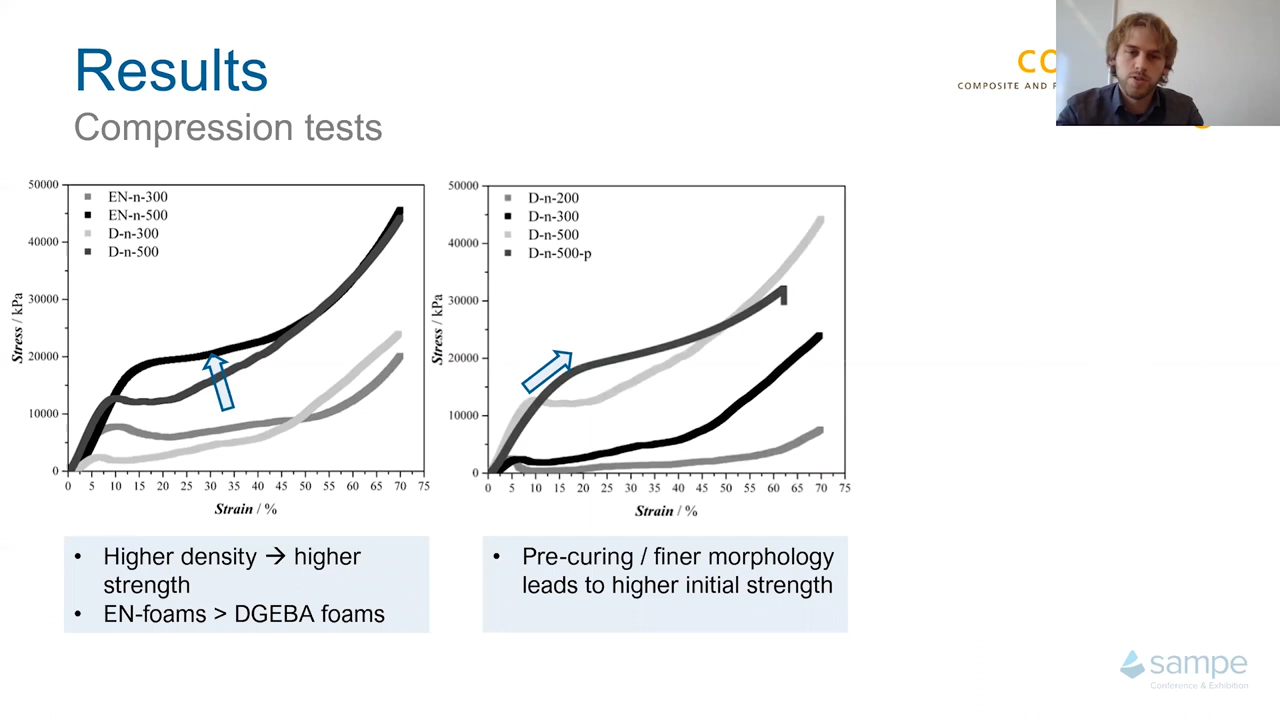 Results
Compression tests
CO
COMPOSITE AND
50000
40000
30000
20000
10000
0
Stress / kPa
EN-n-300
EN-n-500
D-n-300
D-n-500
0 5 10 15 20 25 30 35 40 45 50 55 60 65 70 75
Strain / %
50000
40000
30000
20000
10000
0
Stress / kPa
D-n-200
D-n-300
D-n-500
D-n-500-p
0 5 10 15 20 25 30 35 40 45 50 55 60 65 70 75
Strain / %
• Higher density → higher
strength
• EN-foams > DGEBA foams
• Pre-curing / finer morphology
leads to higher initial strength
sampe
Conference & Exhibition